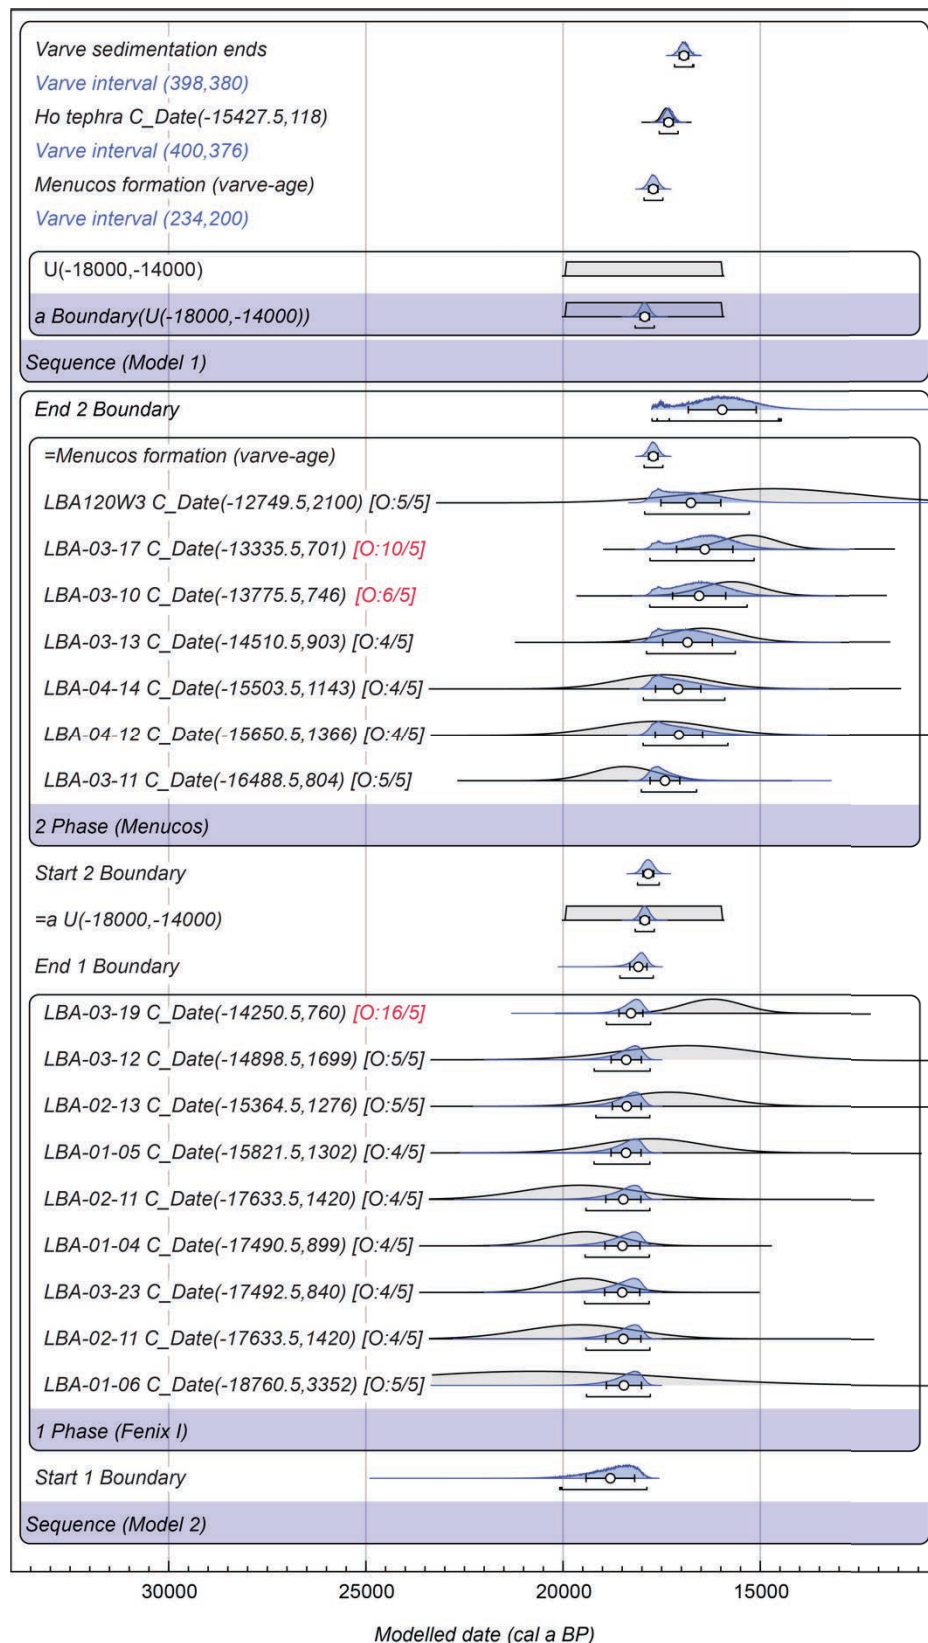 Varve sedimentation ends
Varve interval (398,380)
Ho tephra C_Date(-15427.5,118)
Varve interval (400,376)
Menucos formation (varve-age)
Varve interval (234,200)
U(-18000,-14000)
a Boundary(U(-18000,-14000))
Sequence (Model 1)
End 2 Boundary
=Menucos formation (varve-age)
LBA120W3 C_Date(-12749.5,2100) [O:5/5]
LBA-03-17 C_Date(-13335.5,701) [O:10/5]
LBA-03-10 C_Date(-13775.5,746) [O:6/5]
LBA-03-13 C_Date(-14510.5,903) [O:4/5]
LBA-04-14 C_Date(-15503.5,1143) [O:4/5]
LBA-04-12 C_Date(-15650.5,1366) [O:4/5]
LBA-03-11 C_Date(-16488.5,804) [O:5/5]
2 Phase (Menucos)
Start 2 Boundary
=a U(-18000,-14000)
End 1 Boundary
LBA-03-19 C_Date(-14250.5,760) [O:16/5]
LBA-03-12 C_Date(-14898.5,1699) [O:5/5]
LBA-02-13 C_Date(-15364.5,1276) [O:5/5]
LBA-01-05 C_Date(-15821.5,1302) [O:4/5]
LBA-02-11 C_Date(-17633.5,1420) [O:4/5]
LBA-01-04 C_Date(-17490.5,899) [O:4/5]
LBA-03-23 C_Date(-17492.5,840) [O:4/5]
LBA-02-11 C_Date(-17633.5,1420) [O:4/5]
LBA-01-06 C_Date(-18760.5,3352) [O:5/5]
1 Phase (Fenix I)
Start 1 Boundary
Sequence (Model 2)
30000 25000 20000 15000
Modelled date (cal a BP)